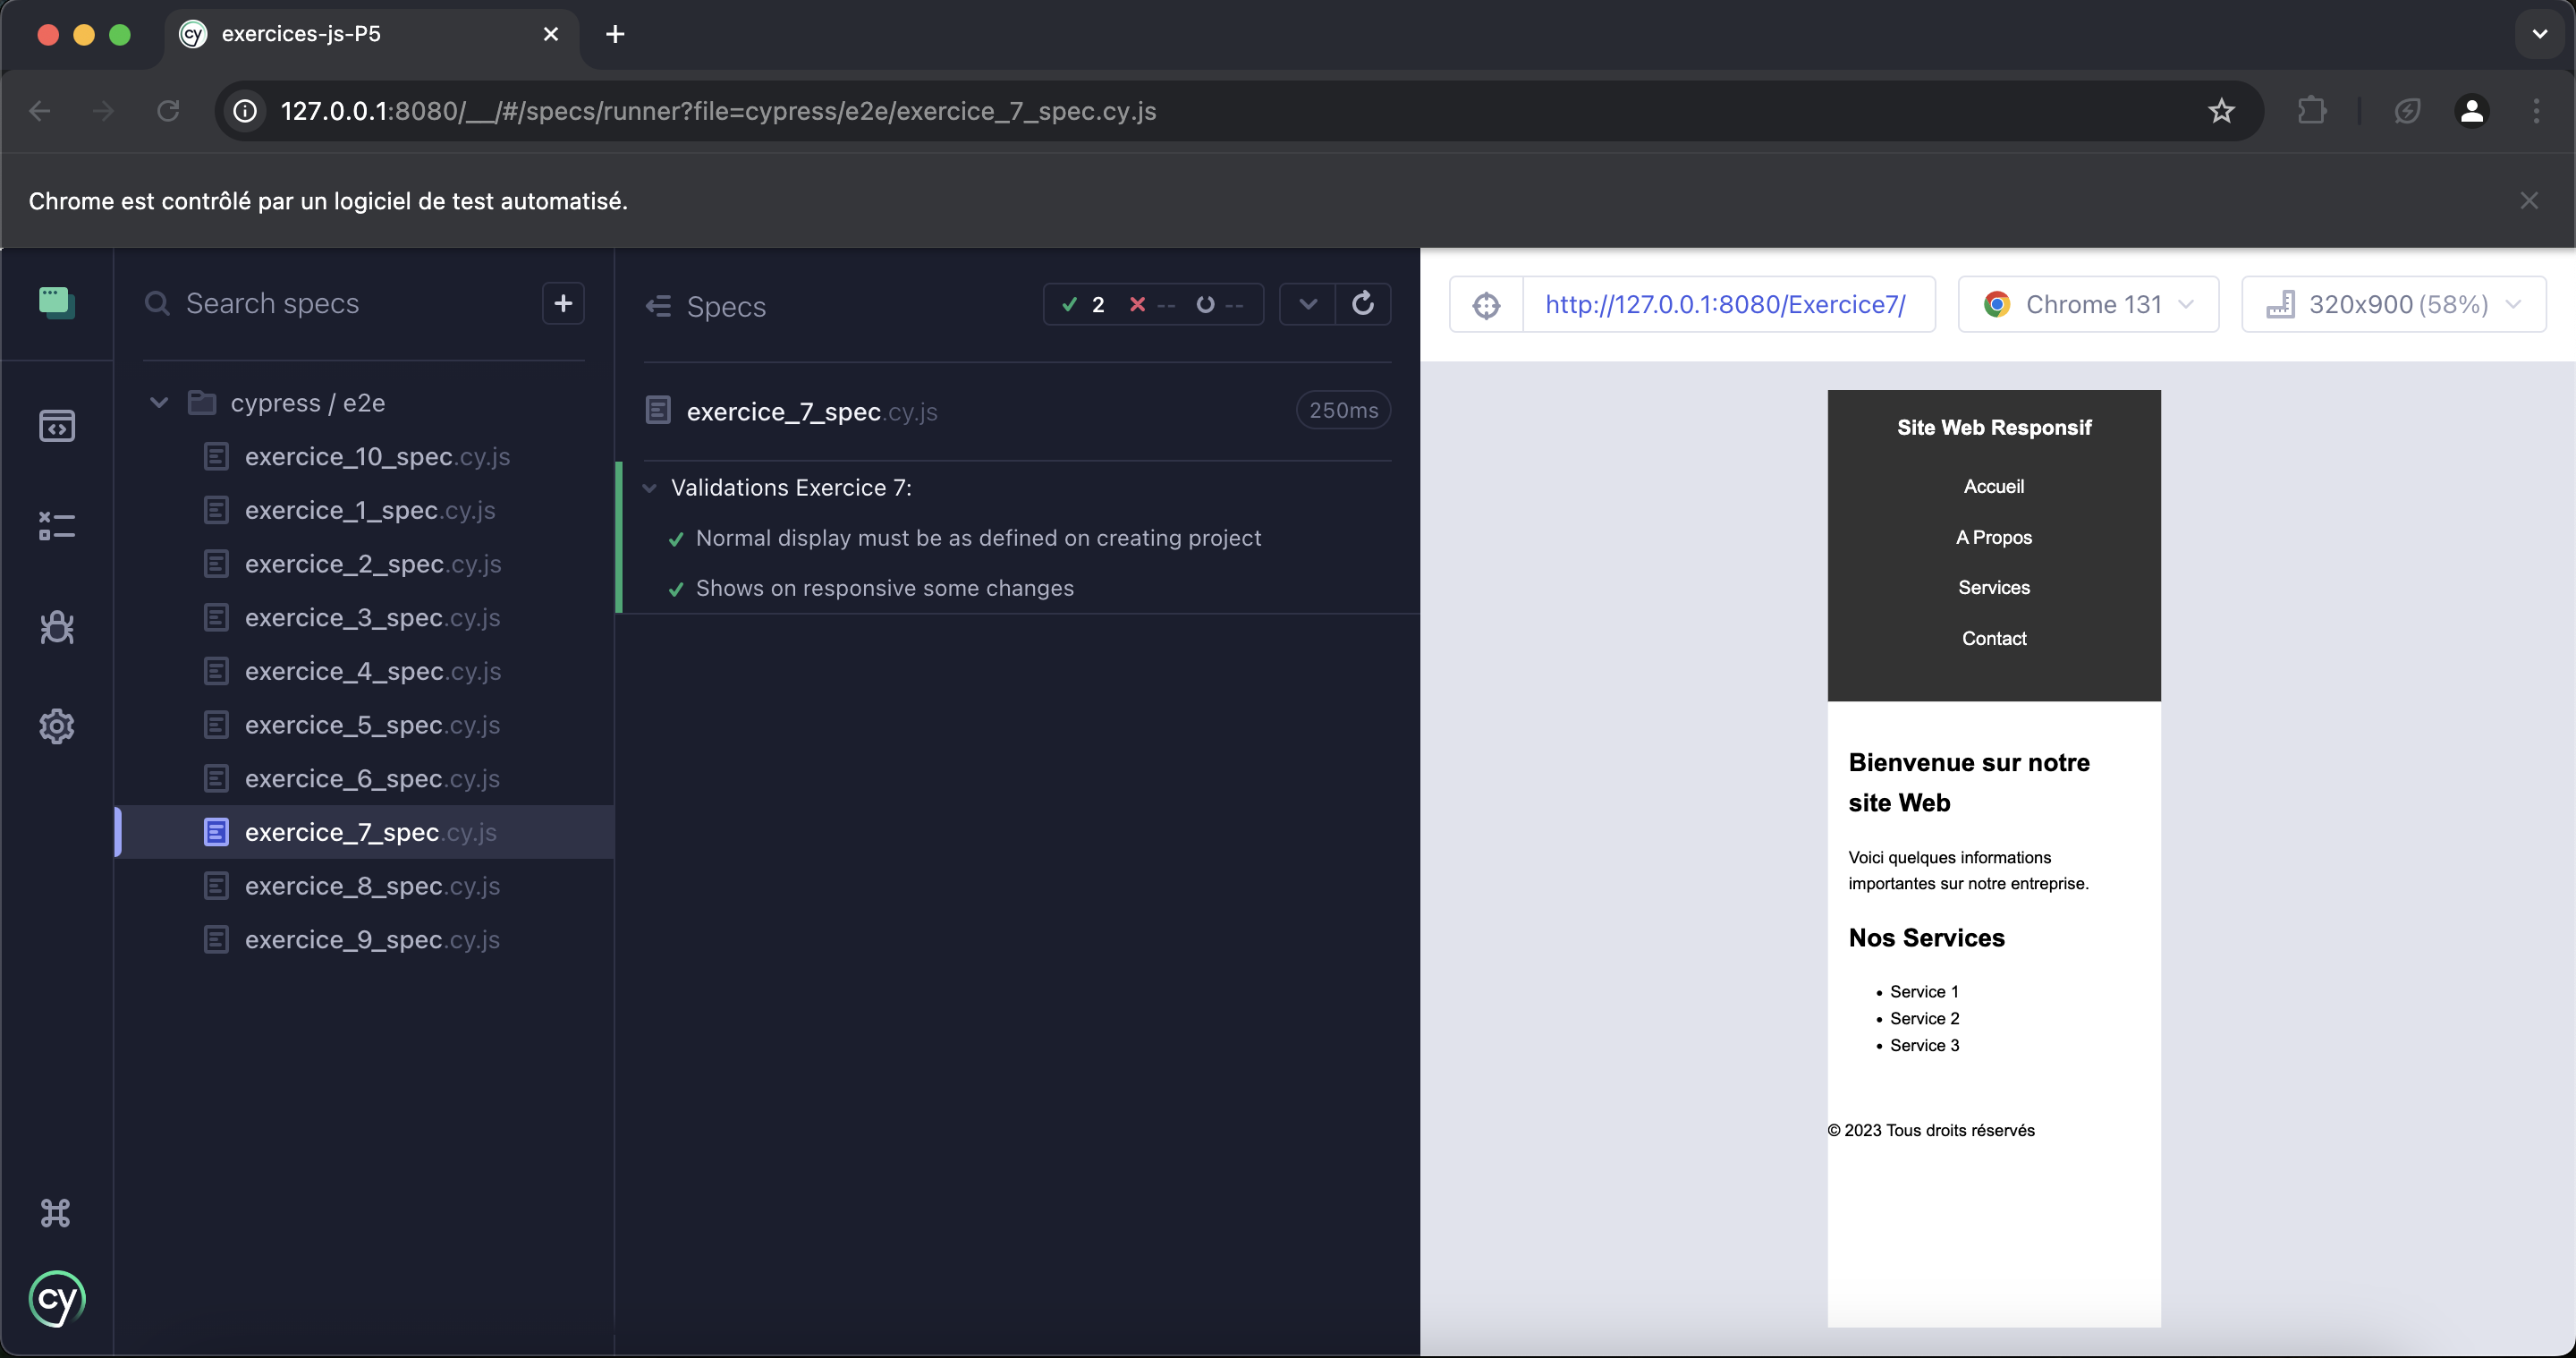 cy exercices-js-P5
127.0.0.1:8080/__/#/specs/runner?file=cypress/e2e/exercice_7_spec.cy.js
Chrome est contrôlé par un logiciel de test automatisé.
Search specs
cypress / e2e
exercice_10_spec.cy.js
exercice_1_spec.cy.js
exercice_2_spec.cy.js
exercice_3_spec.cy.js
exercice_4_spec.cy.js
exercice_5_spec.cy.js
exercice_6_spec.cy.js
exercice_7_spec.cy.js
exercice_8_spec.cy.js
exercice_9_spec.cy.js
cy
Specs
2 -- --
exercice_7_spec.cy.js 250ms
Validations Exercice 7:
Normal display must be as defined on creating project
Shows on responsive some changes
http://127.0.0.1:8080/Exercice7/ Chrome 131 320x900 (58%)
Site Web Responsif
Accueil
A Propos
Services
Contact
Bienvenue sur notre
site Web
Voici quelques informations
importantes sur notre entreprise.
Nos Services
• Service 1
• Service 2
• Service 3
© 2023 Tous droits réservés